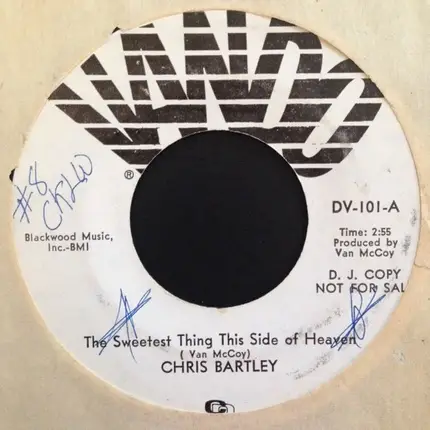 VANDO
®
#8
CKLW
DV-101-A
Blackwood Music,
Inc.-BMI
Time: 2:55
Produced by
Van McCoy
D. J. COPY
NOT FOR SAL
The Sweetest Thing This Side of Heaven
( Van McCoy)
CHRIS BARTLEY